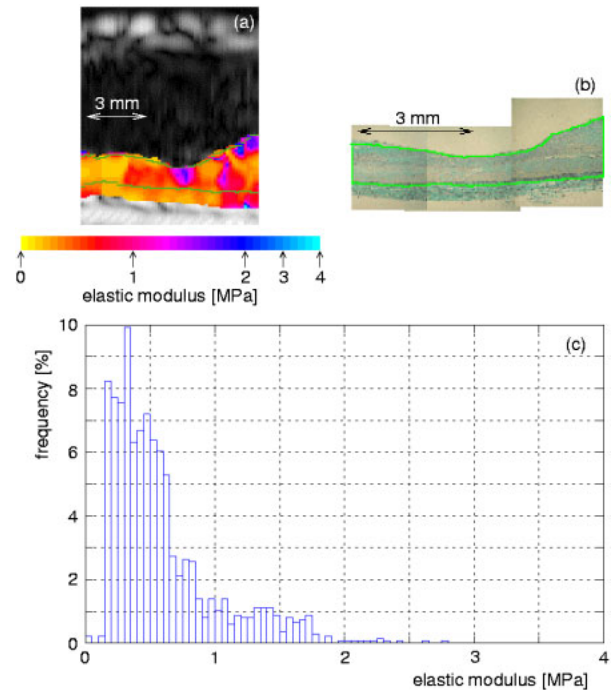 (a)
3 mm
(b)
3 mm
0 1 2 3 4
elastic modulus [MPa]
(c)
frequency [%]
10
8
6
4
2
0
0 1 2 3 4
elastic modulus [MPa]